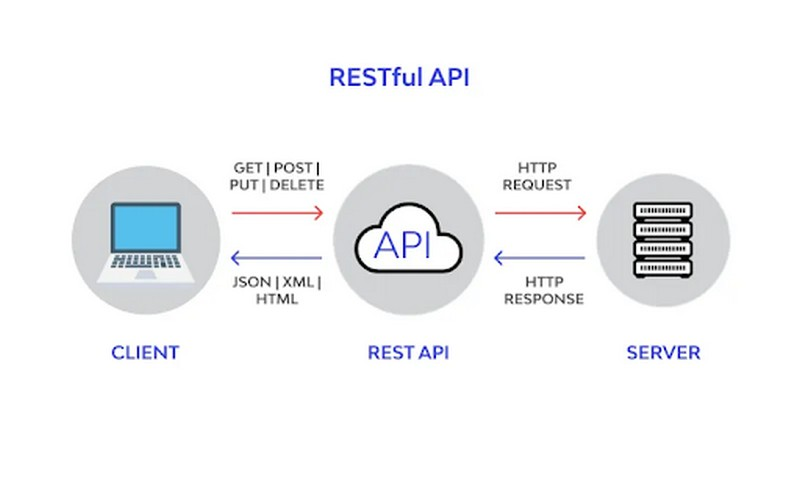 RESTful API
GET | POST |
PUT | DELETE
HTTP
REQUEST
API
JSON | XML |
HTML
HTTP
RESPONSE
CLIENT
REST API
SERVER